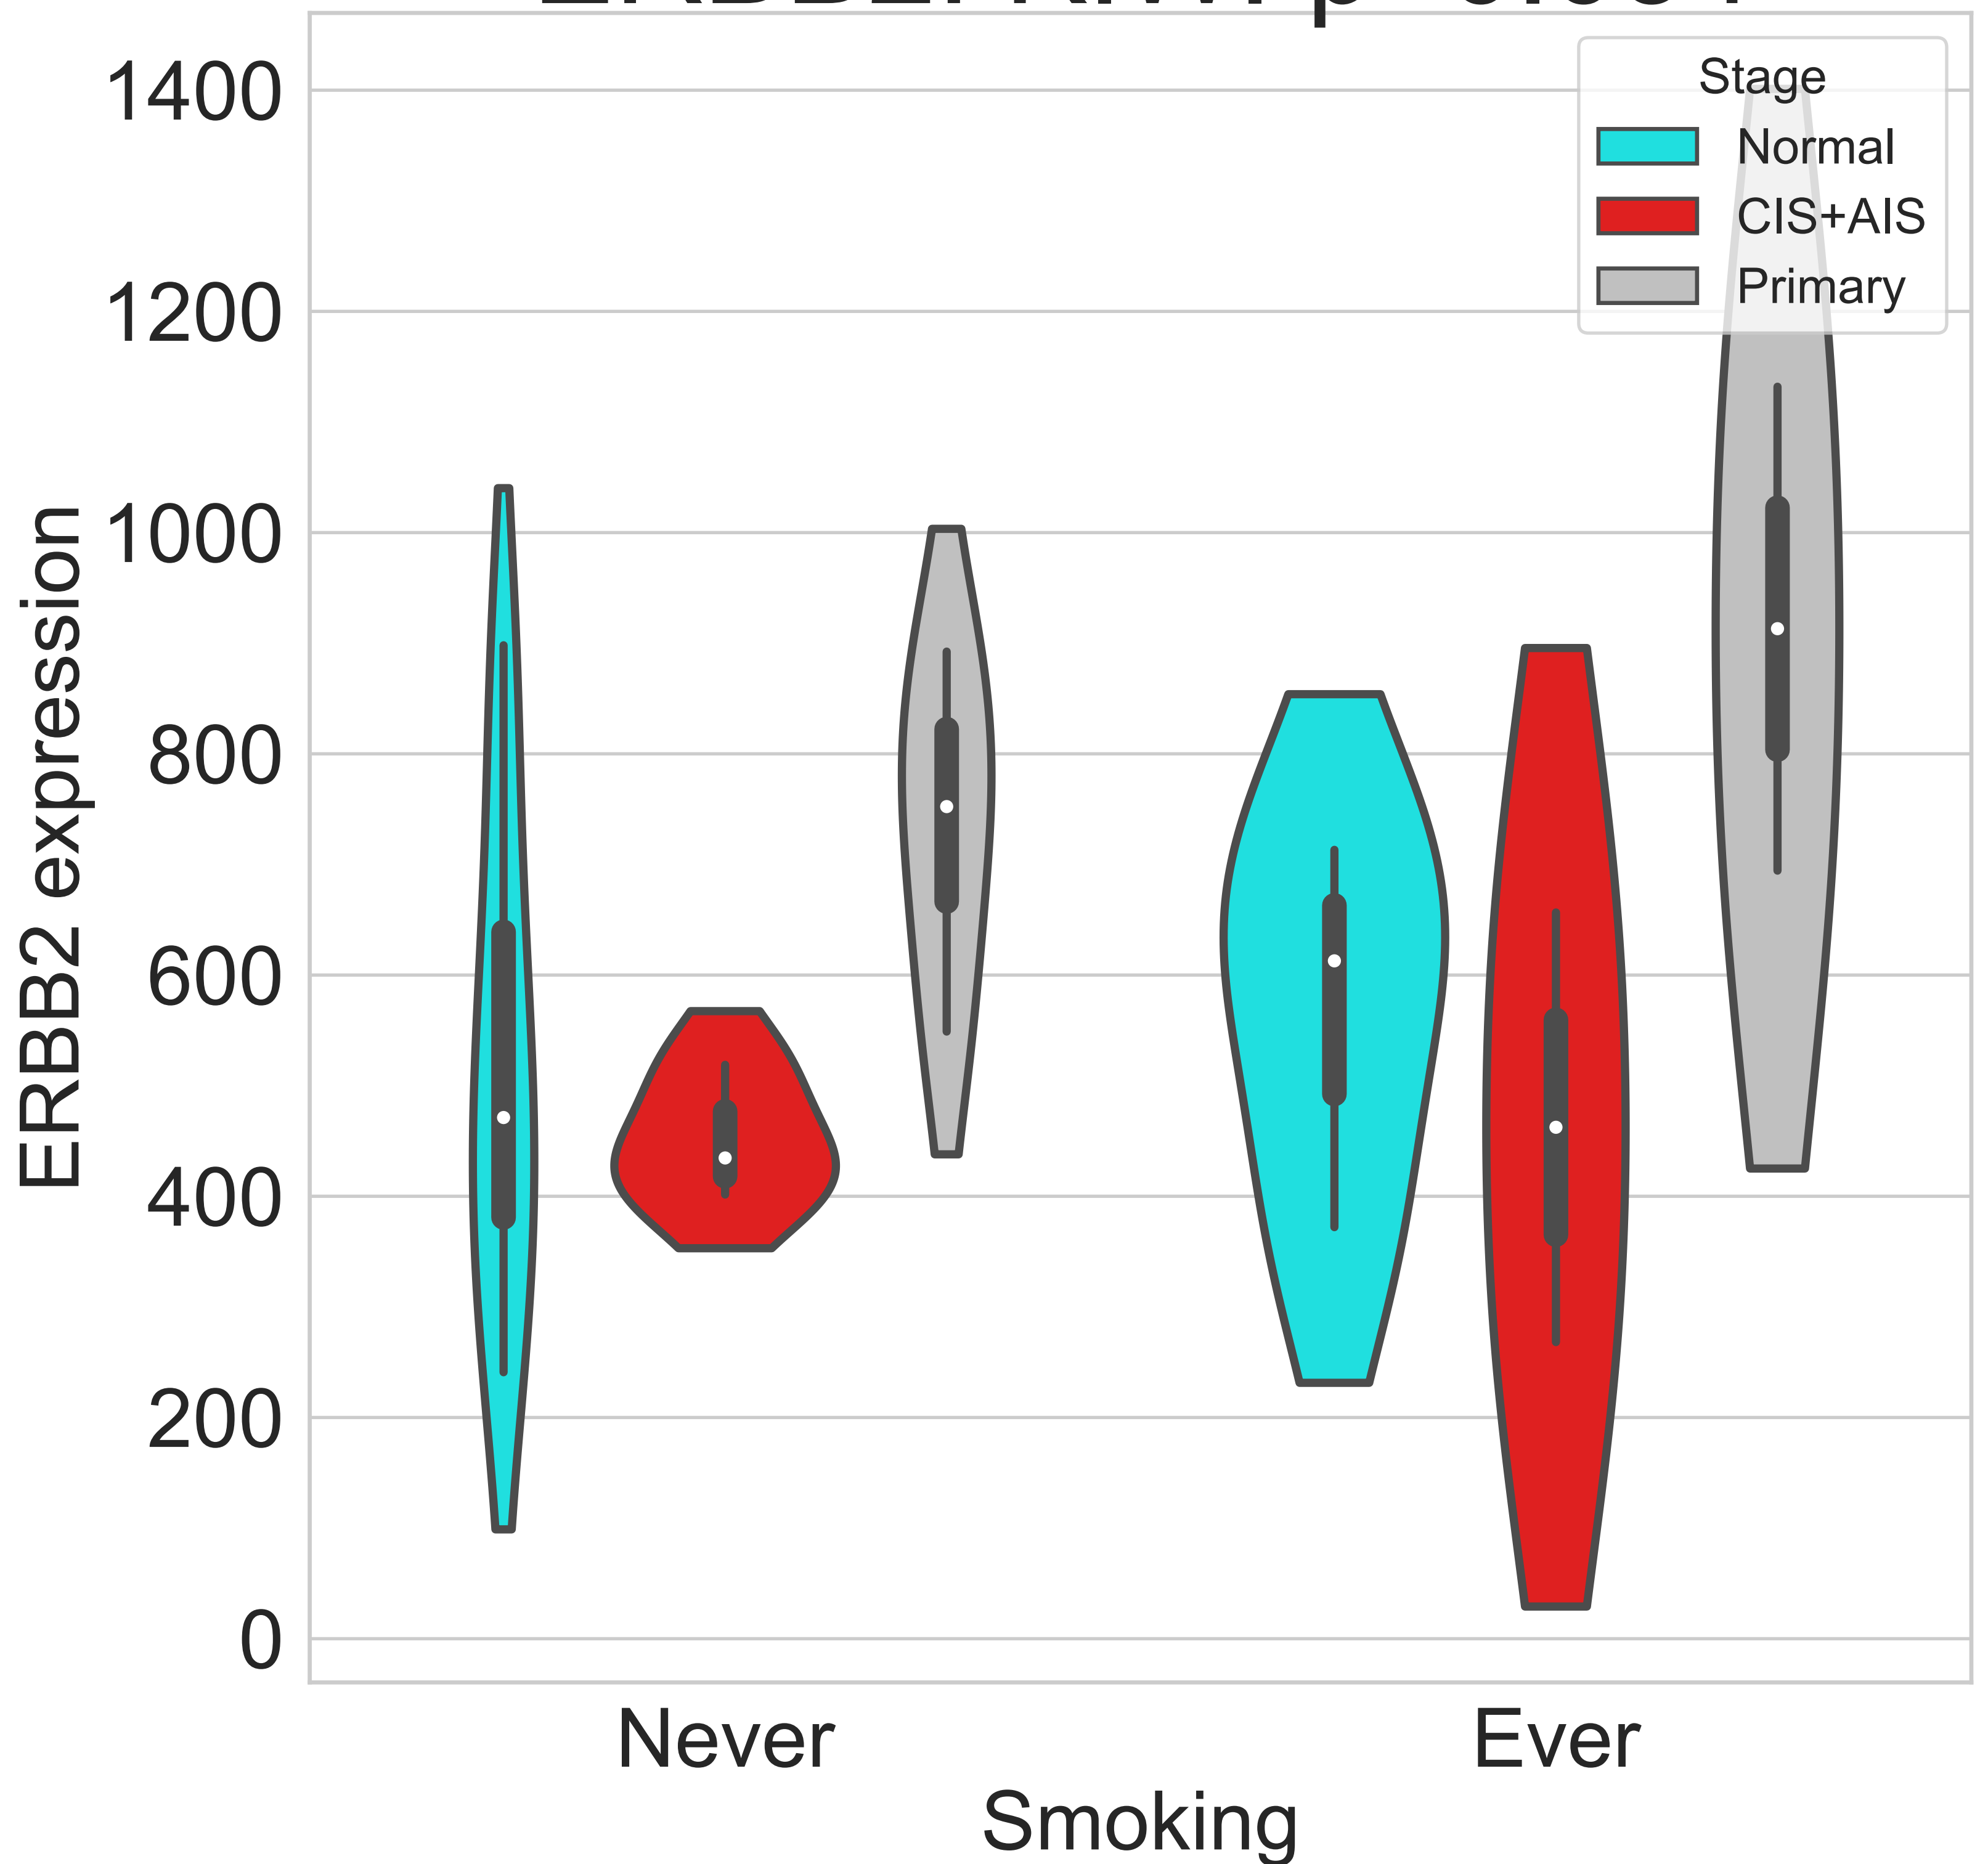 Stage
Normal
CIS+AIS
Primary
1400
1200
1000
800
600
400
200
0
ERBB2 expression
Never Ever
Smoking